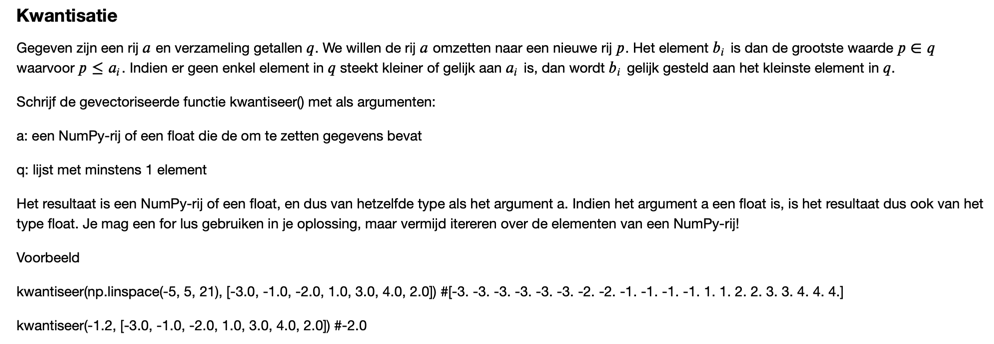 Kwantisatie
Gegeven zijn een rij a en verzameling getallen q. We willen de rij a omzetten naar een nieuwe rij p. Het element bᵢ is dan de grootste waarde p ∈ q
waarvoor p ≤ aᵢ. Indien er geen enkel element in q steekt kleiner of gelijk aan aᵢ is, dan wordt bᵢ gelijk gesteld aan het kleinste element in q.
Schrijf de gevectoriseerde functie kwantiseer() met als argumenten:
a: een NumPy-rij of een float die de om te zetten gegevens bevat
q: lijst met minstens 1 element
Het resultaat is een NumPy-rij of een float, en dus van hetzelfde type als het argument a. Indien het argument a een float is, is het resultaat dus ook van het
type float. Je mag een for lus gebruiken in je oplossing, maar vermijd itereren over de elementen van een NumPy-rij!
Voorbeeld
kwantiseer(np.linspace(-5, 5, 21), [-3.0, -1.0, -2.0, 1.0, 3.0, 4.0, 2.0]) #[-3. -3. -3. -3. -3. -3. -2. -2. -1. -1. -1. -1. 1. 1. 2. 2. 3. 3. 4. 4. 4.]
kwantiseer(-1.2, [-3.0, -1.0, -2.0, 1.0, 3.0, 4.0, 2.0]) #-2.0